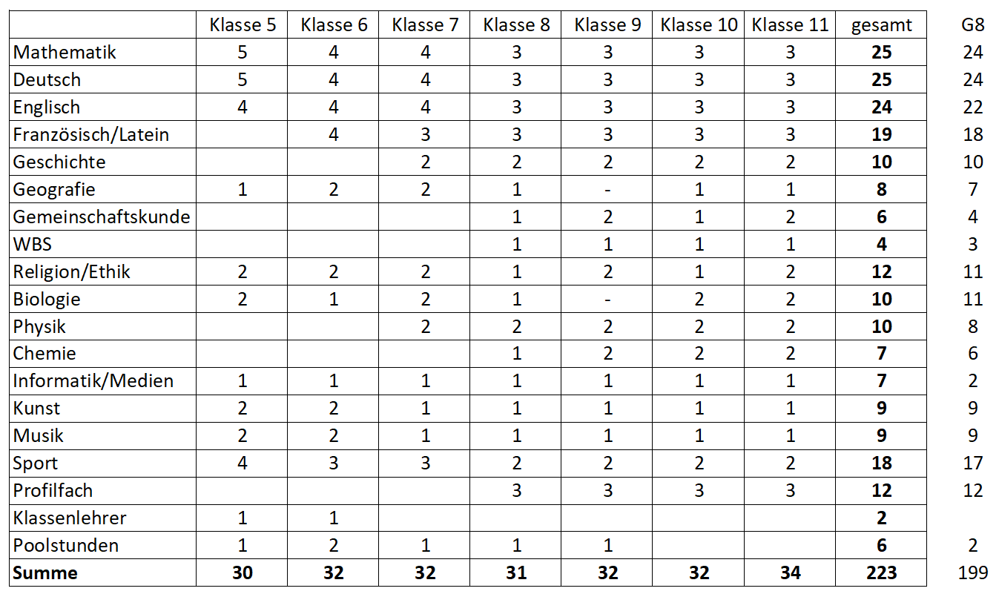 Klasse 5 Klasse 6 Klasse 7 Klasse 8 Klasse 9 Klasse 10 Klasse 11 gesamt G8
Mathematik 5 4 4 3 3 3 3 25 24
Deutsch 5 4 4 3 3 3 3 25 24
Englisch 4 4 4 3 3 3 3 24 22
Französisch/Latein 4 3 3 3 3 3 19 18
Geschichte 2 2 2 2 2 10 10
Geografie 1 2 2 1 - 1 1 8 7
Gemeinschaftskunde 1 2 1 2 6 4
WBS 1 1 1 1 4 3
Religion/Ethik 2 2 2 1 2 1 2 12 11
Biologie 2 1 2 1 - 2 2 10 11
Physik 2 2 2 2 2 10 8
Chemie 1 2 2 2 7 6
Informatik/Medien 1 1 1 1 1 1 1 7 2
Kunst 2 2 1 1 1 1 1 9 9
Musik 2 2 1 1 1 1 1 9 9
Sport 4 3 3 2 2 2 2 18 17
Profilfach 3 3 3 3 12 12
Klassenlehrer 1 1 2
Poolstunden 1 2 1 1 1 6 2
Summe 30 32 32 31 32 32 34 223 199